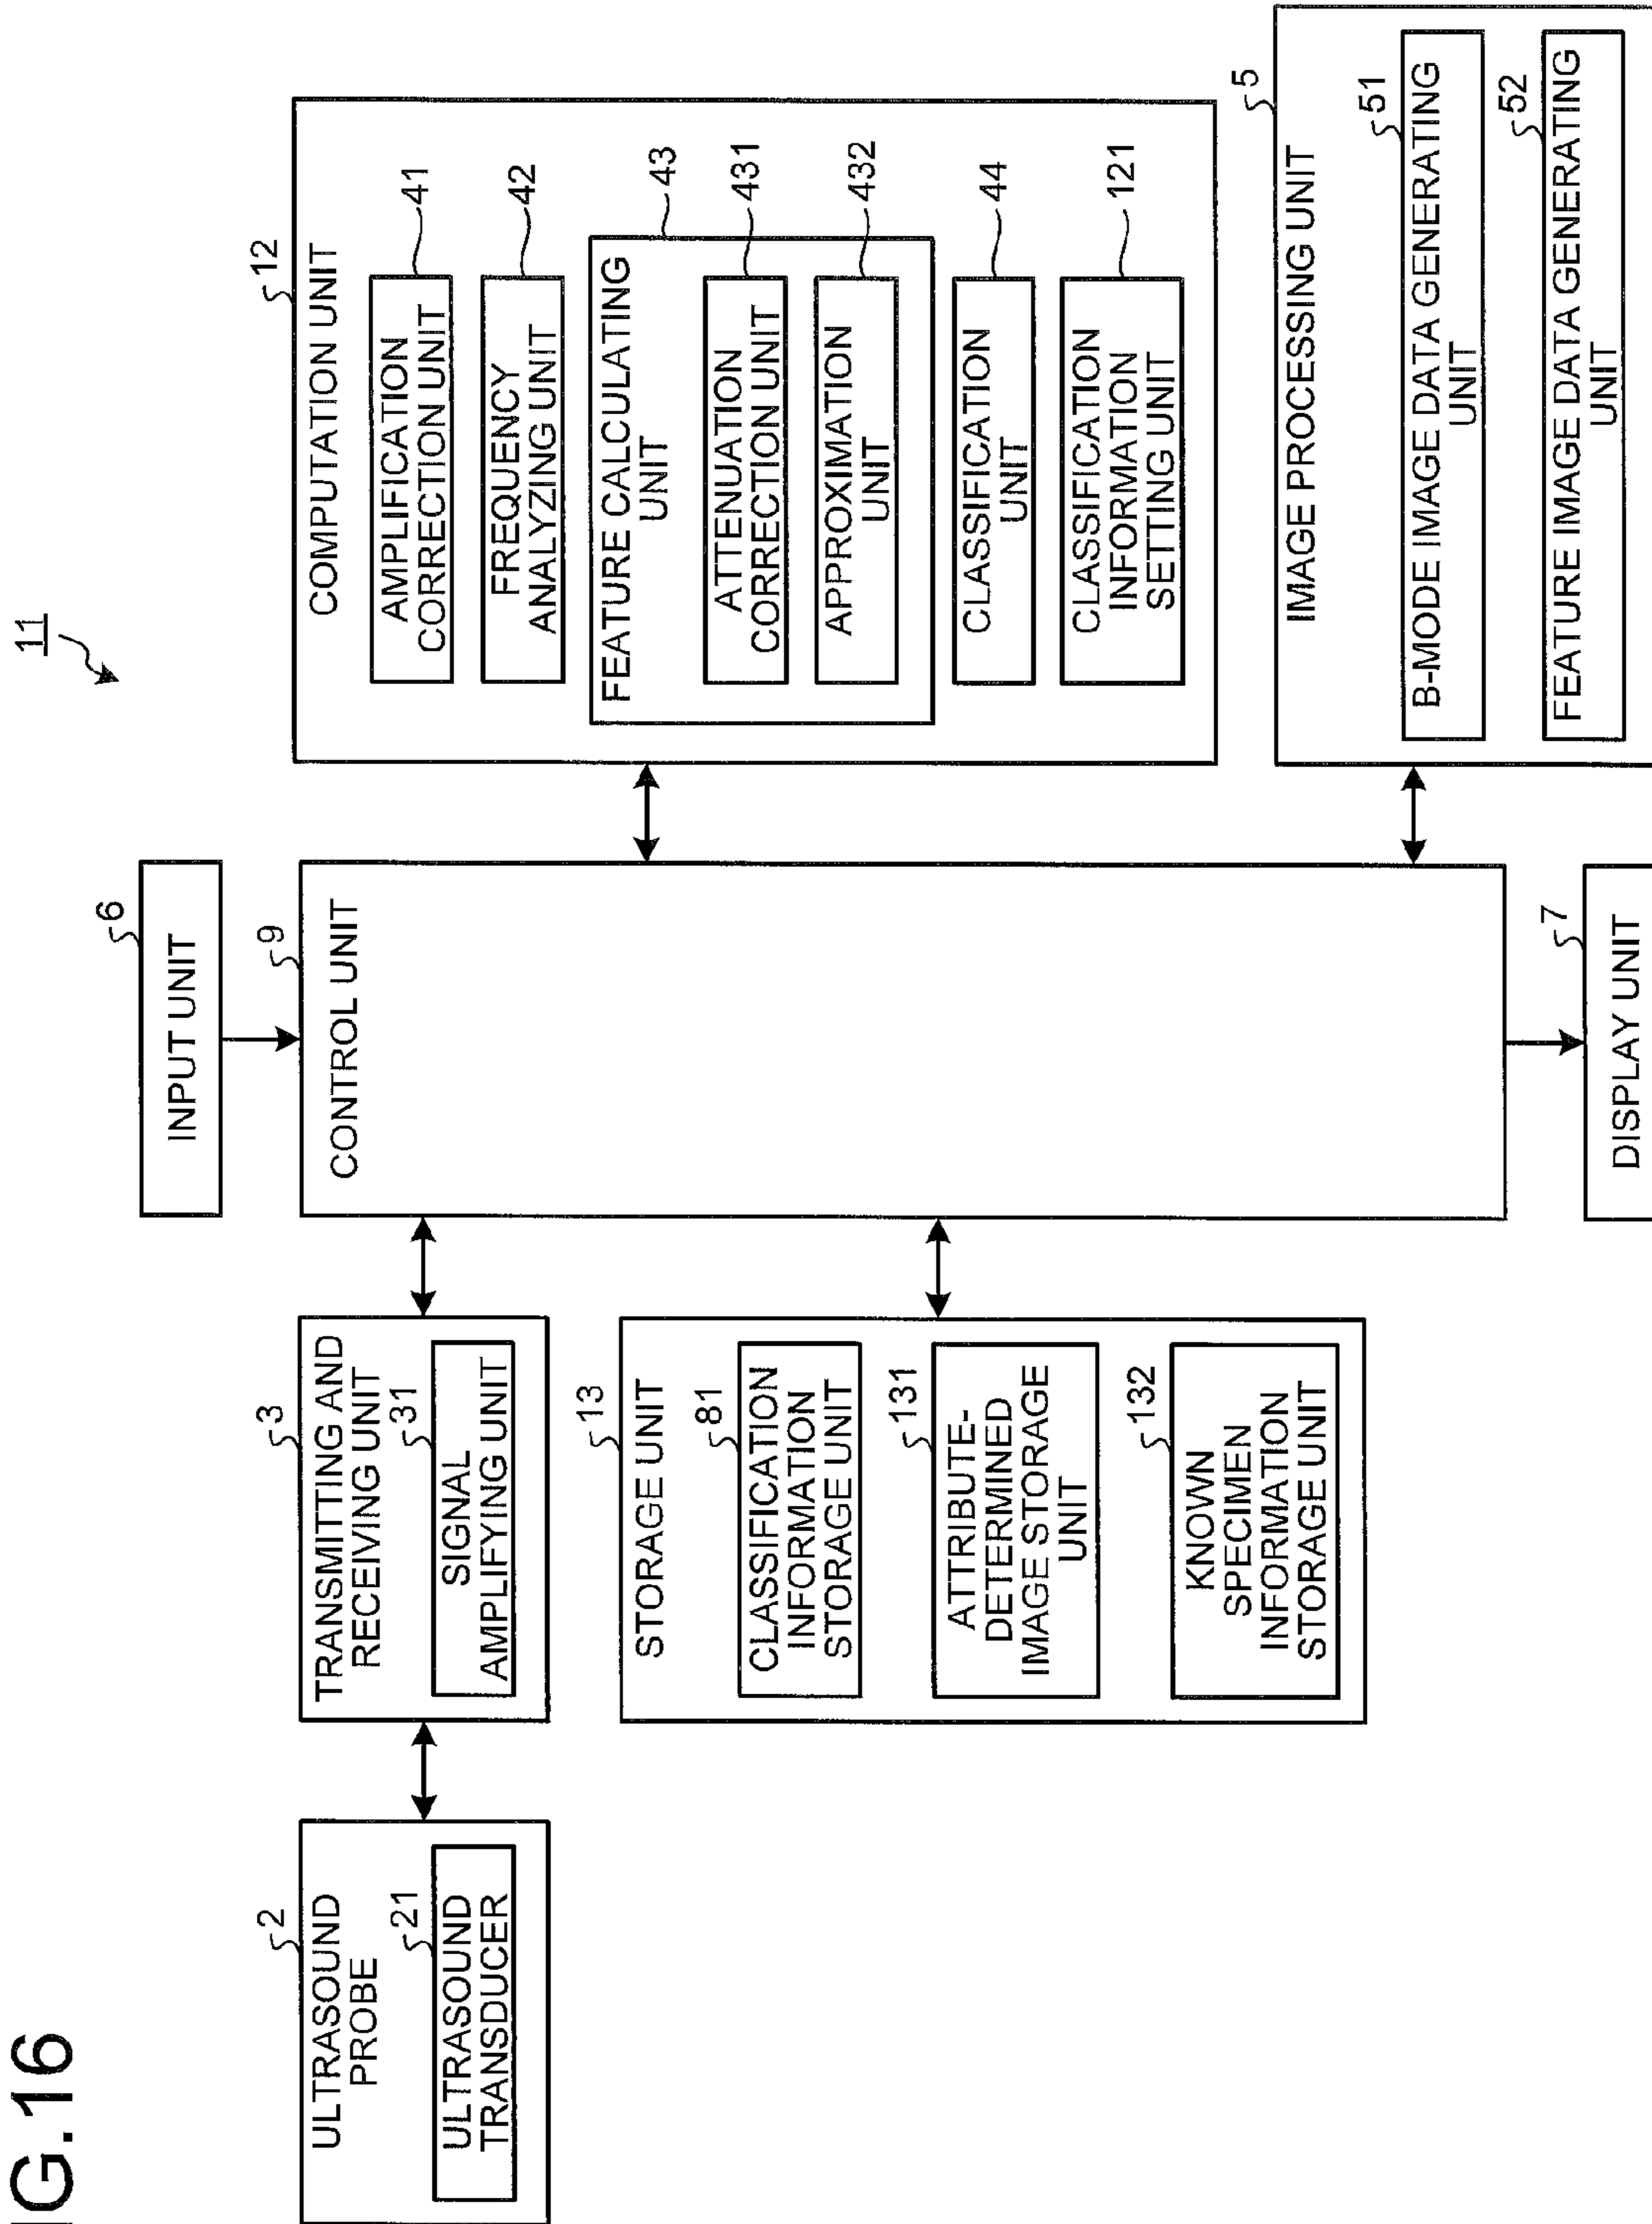 IG.16
11
2
ULTRASOUND
PROBE
21
ULTRASOUND
TRANSDUCER
3
TRANSMITTING AND
RECEIVING UNIT
31
SIGNAL
AMPLIFYING UNIT
13
STORAGE UNIT
81
CLASSIFICATION
INFORMATION
STORAGE UNIT
131
ATTRIBUTE-
DETERMINED
IMAGE STORAGE
UNIT
132
KNOWN
SPECIMEN
INFORMATION
STORAGE UNIT
6
INPUT UNIT
9
CONTROL UNIT
7
DISPLAY UNIT
12
COMPUTATION UNIT
41
AMPLIFICATION
CORRECTION UNIT
42
FREQUENCY
ANALYZING UNIT
43
FEATURE CALCULATING
UNIT
431
ATTENUATION
CORRECTION UNIT
432
APPROXIMATION
UNIT
44
CLASSIFICATION
UNIT
121
CLASSIFICATION
INFORMATION
SETTING UNIT
5
IMAGE PROCESSING UNIT
51
B-MODE IMAGE DATA GENERATING
UNIT
52
FEATURE IMAGE DATA GENERATING
UNIT